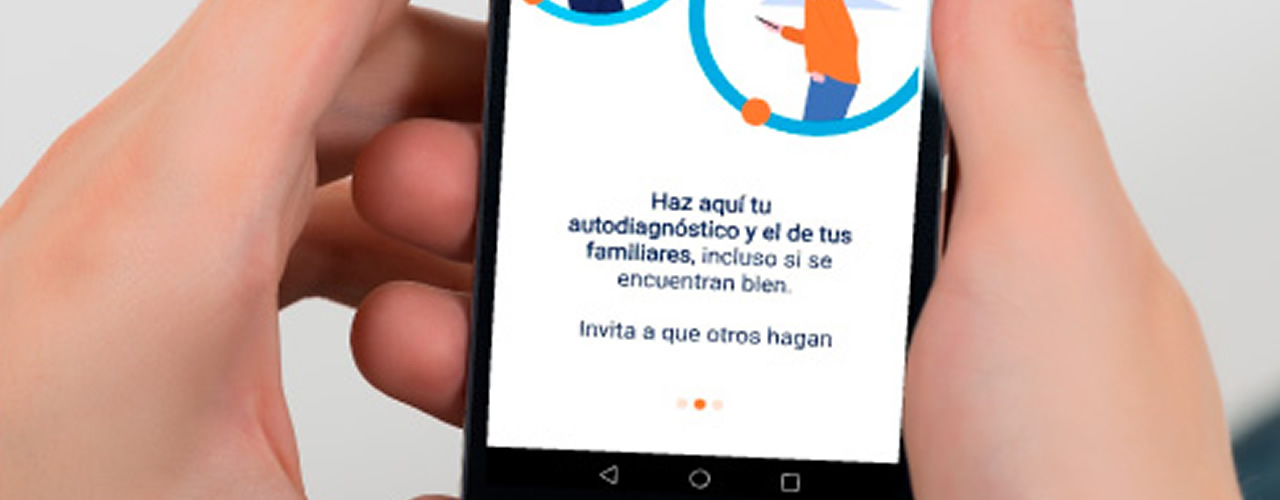 Haz aquí tu
autodiagnóstico y el de tus
familiares, incluso si se
encuentran bien.
Invita a que otros hagan